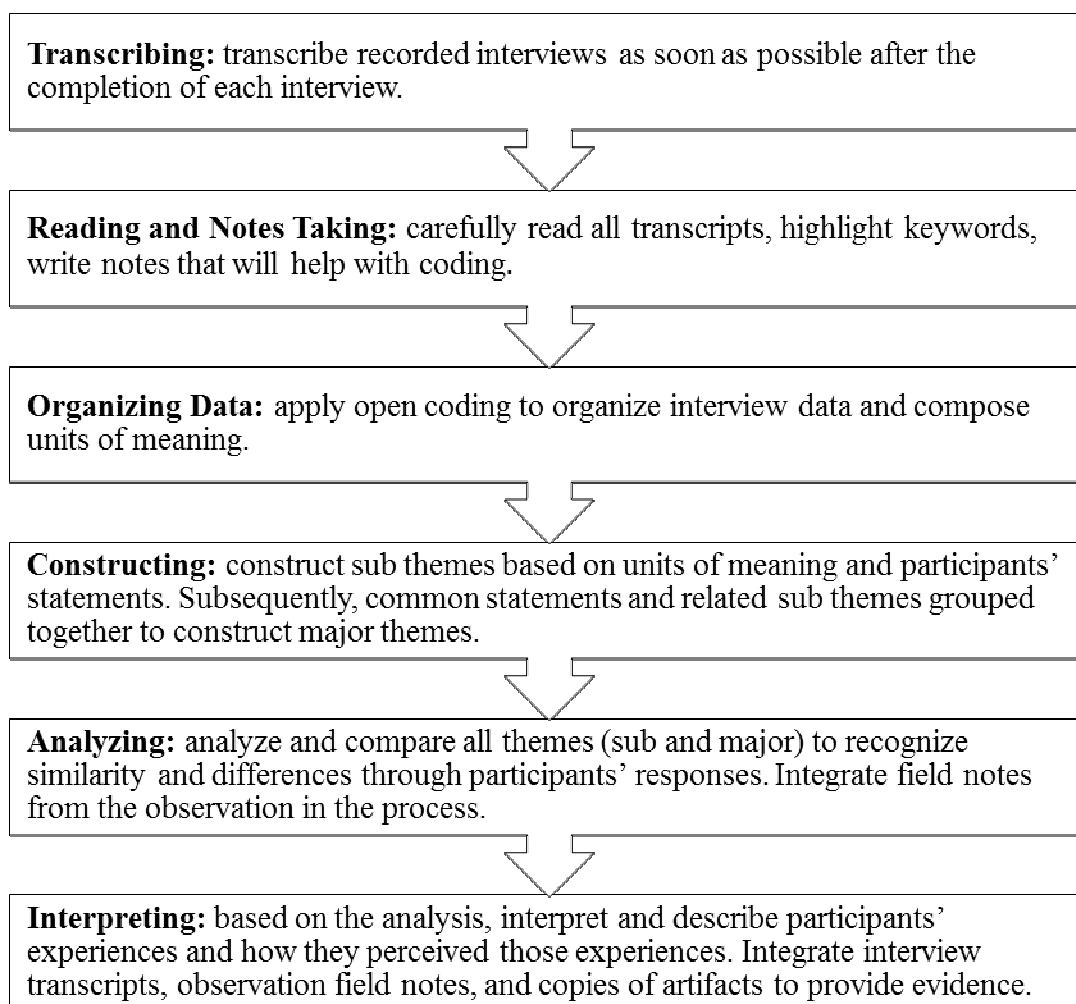 Transcribing: transcribe recorded interviews as soon as possible after the
completion of each interview.
Reading and Notes Taking: carefully read all transcripts, highlight keywords,
write notes that will help with coding.
Organizing Data: apply open coding to organize interview data and compose
units of meaning.
Constructing: construct sub themes based on units of meaning and participants’
statements. Subsequently, common statements and related sub themes grouped
together to construct major themes.
Analyzing: analyze and compare all themes (sub and major) to recognize
similarity and differences through participants’ responses. Integrate field notes
from the observation in the process.
Interpreting: based on the analysis, interpret and describe participants’
experiences and how they perceived those experiences. Integrate interview
transcripts, observation field notes, and copies of artifacts to provide evidence.